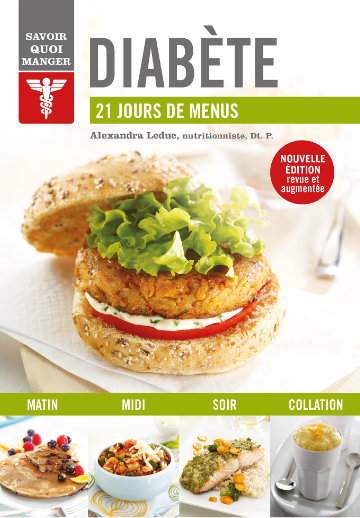 SAVOIR
QUOI
MANGER
DIABÈTE
21 JOURS DE MENUS
Alexandra Leduc, nutritionniste, Dt. P.
NOUVELLE
ÉDITION
revue et
augmentée
MATIN MIDI SOIR COLLATION